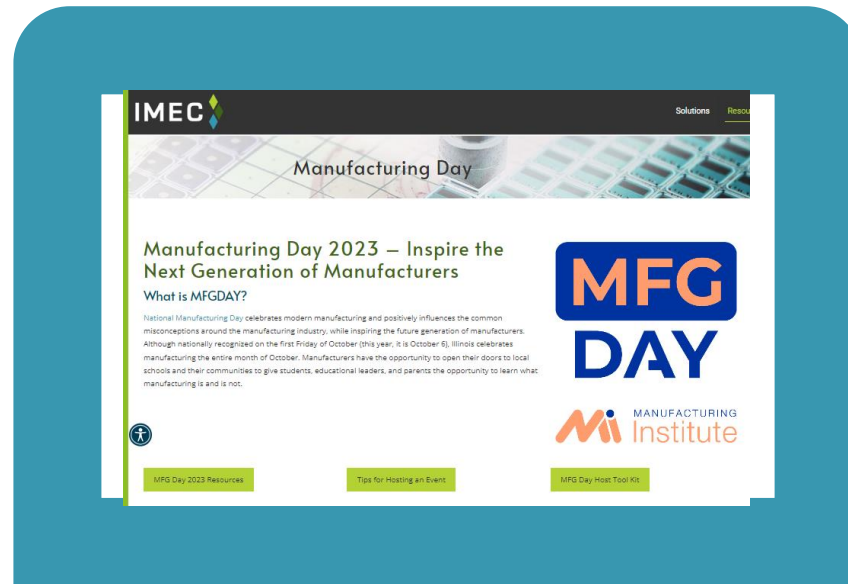 IMEC
Solutions
Resou
Manufacturing Day
Manufacturing Day 2023 – Inspire the
Next Generation of Manufacturers
What is MFGDAY?
National Manufacturing Day celebrates modern manufacturing and positively influences the common
misconceptions around the manufacturing industry, while inspiring the future generation of manufacturers.
Although nationally recognized on the first Friday of October (this year, it is October 6), Illinois celebrates
manufacturing the entire month of October. Manufacturers have the opportunity to open their doors to local
schools and their communities to give students, educational leaders, and parents the opportunity to learn what
manufacturing is and is not.
MFG
DAY
MANUFACTURING
Institute
MFG Day 2023 Resources
Tips for Hosting an Event
MFG Day Host Tool Kit